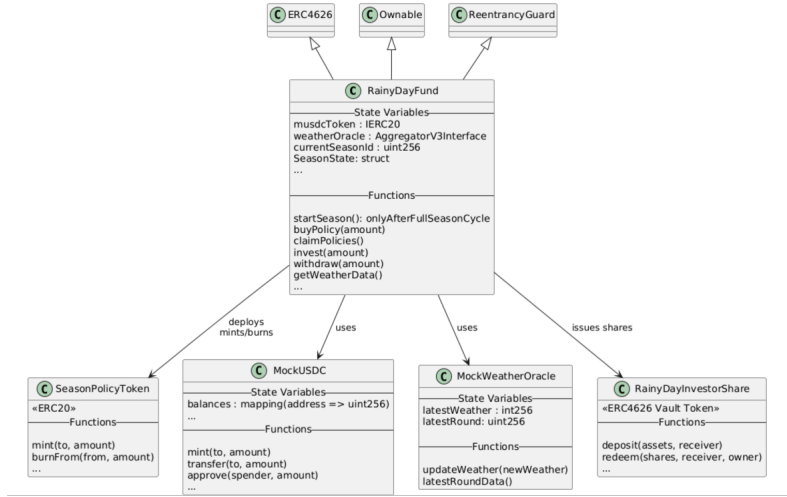 C ERC4626
C Ownable
C ReentrancyGuard
C RainyDayFund
State Variables
musdcToken : IERC20
weatherOracle : AggregatorV3Interface
currentSeasonId : uint256
SeasonState: struct
...
Functions
startSeason(): onlyAfterFullSeasonCycle
buyPolicy(amount)
claimPolicies()
invest(amount)
withdraw(amount)
getWeatherData()
...
deploys
mints/burns
uses
uses
issues shares
C SeasonPolicyToken
«ERC20»
Functions
mint(to, amount)
burnFrom(from, amount)
...
C MockUSDC
State Variables
balances : mapping(address => uint256)
...
Functions
mint(to, amount)
transfer(to, amount)
approve(spender, amount)
...
C MockWeatherOracle
State Variables
latestWeather : int256
latestRound: uint256
Functions
updateWeather(newWeather)
latestRoundData()
C RainyDayInvestorShare
«ERC4626 Vault Token»
Functions
deposit(assets, receiver)
redeem(shares, receiver, owner)
...